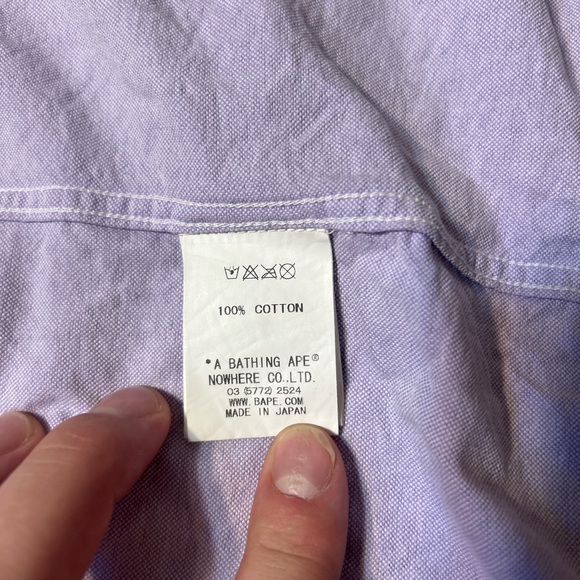 100% COTTON
*A BATHING APE®
NOWHERE CO.,LTD.
03 (5772) 2524
WWW.BAPE.COM
MADE IN JAPAN